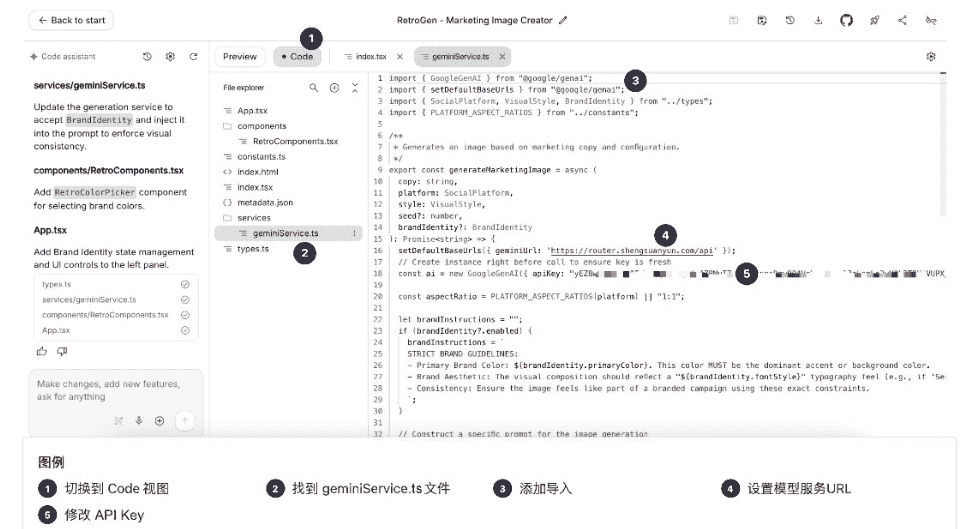 Back to start
RetroGen - Marketing Image Creator
Code assistant
services/geminiService.ts
Update the generation service to
accept BrandIdentity and inject it
into the prompt to enforce visual
consistency.
components/RetroComponents.tsx
Add RetroColorPicker component
for selecting brand colors.
App.tsx
Add Brand Identity state management
and UI controls to the left panel.
types.ts
services/geminiService.ts
components/RetroComponents.tsx
App.tsx
Make changes, add new features,
ask for anything
1
Preview
Code
index.tsx
geminiService.ts
File explorer
App.tsx
components
RetroComponents.tsx
constants.ts
index.html
index.tsx
metadata.json
services
geminiService.ts
types.ts
2
3
4
5
1 import { GoogleGenAI } from "@google/genai";
2 import { setDefaultBaseUrls } from "@google/genai";
3 import { SocialPlatform, VisualStyle, BrandIdentity } from "../types";
4 import { PLATFORM_ASPECT_RATIOS } from "../constants";
5
6 /**
7 * Generates an image based on marketing copy and configuration.
8 */
9 export const generateMarketingImage = async (
10 copy: string,
11 platform: SocialPlatform,
12 style: VisualStyle,
13 seed?: number,
14 brandIdentity?: BrandIdentity
15 ): Promise<string> => {
16 setDefaultBaseUrls({ geminiUrl: 'https://router.shengsuanyun.com/api' });
17 // Create instance right before call to ensure key is fresh
18 const ai = new GoogleGenAI({ apiKey: "yEZ8
19
20 const aspectRatio = PLATFORM_ASPECT_RATIOS[platform] || "1:1";
21
22 let brandInstructions = "";
23 if (brandIdentity?.enabled) {
24 brandInstructions = `
25 STRICT BRAND GUIDELINES:
26 - Primary Brand Color: ${brandIdentity.primaryColor}. This color MUST be the dominant accent or background color.
27 - Brand Aesthetic: The visual composition should reflect a "${brandIdentity.fontStyle}" typography feel (e.g., if 'Se
28 - Consistency: Ensure the image feels like part of a branded campaign using these exact constraints.
29 `;
30 }
31
32 // Construct a specific prompt for the image generation
图例
1 切换到 Code 视图
2 找到 geminiService.ts 文件
3 添加导入
4 设置模型服务URL
5 修改 API Key